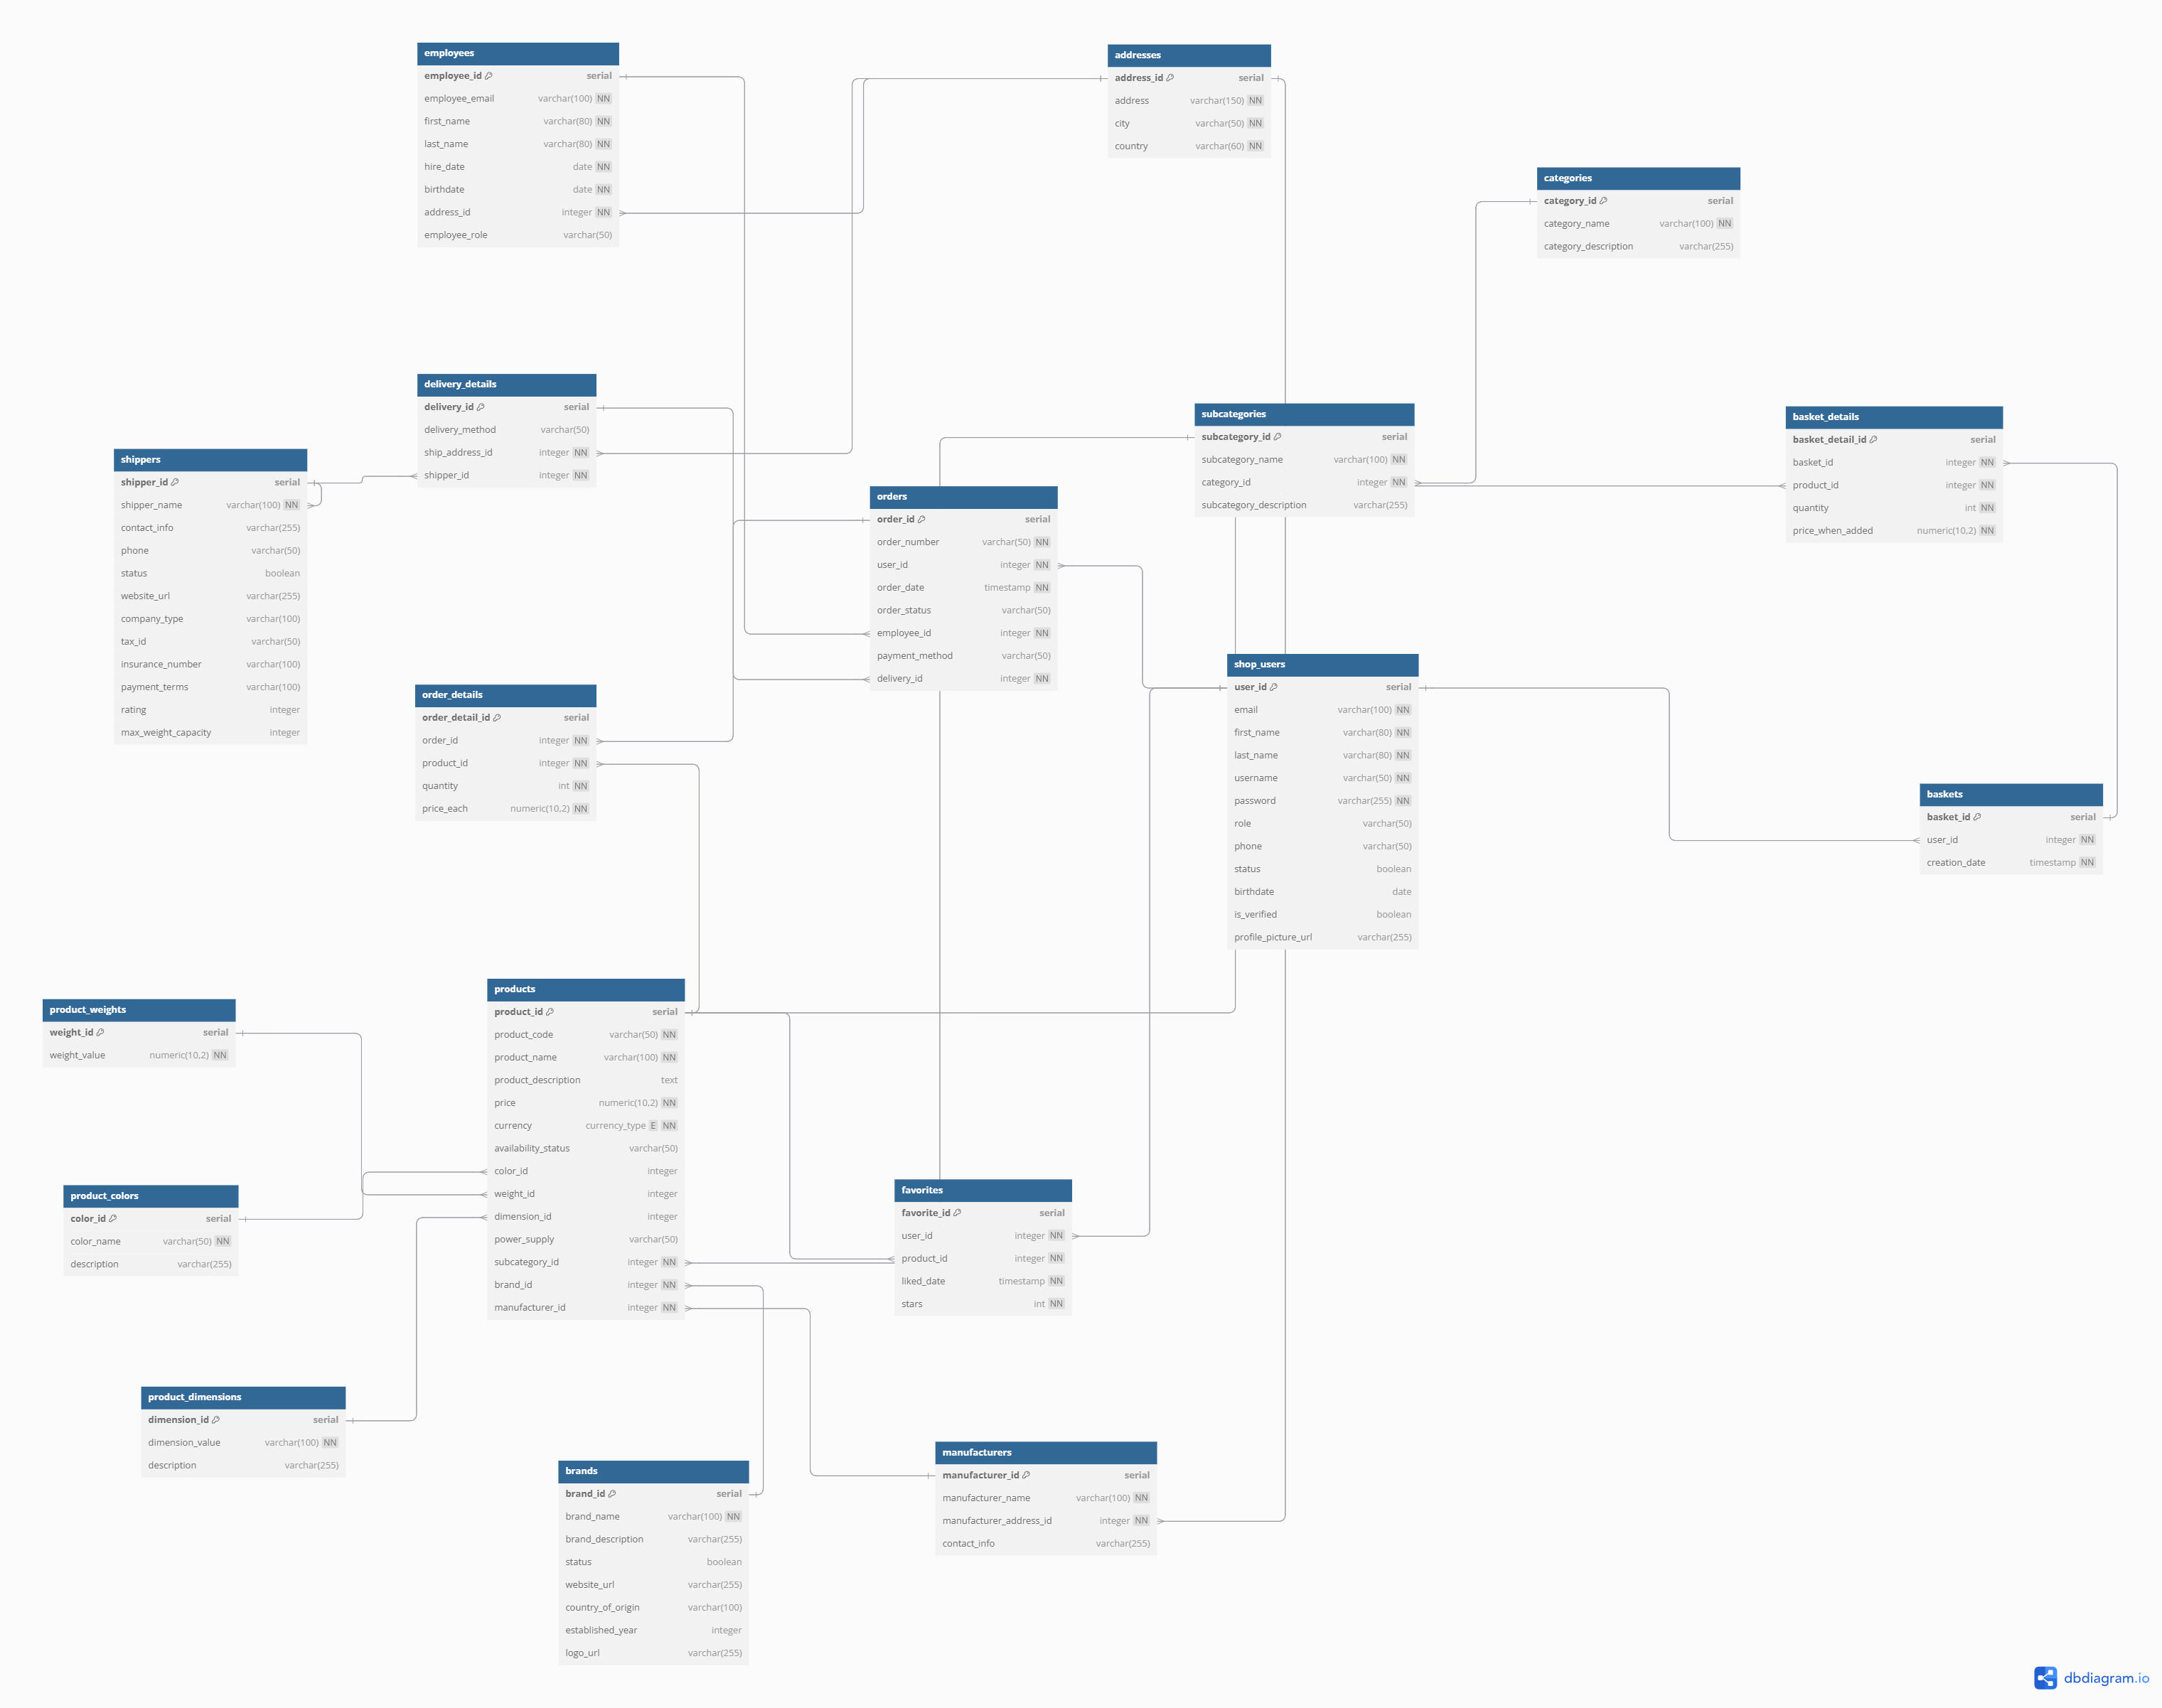 employees
employee_id serial
employee_email varchar(100) NN
first_name varchar(80) NN
last_name varchar(80) NN
hire_date date NN
birthdate date NN
address_id integer NN
employee_role varchar(50)
addresses
address_id serial
address varchar(150) NN
city varchar(50) NN
country varchar(60) NN
categories
category_id serial
category_name varchar(100) NN
category_description varchar(255)
delivery_details
delivery_id serial
delivery_method varchar(50)
ship_address_id integer NN
shipper_id integer NN
subcategories
subcategory_id serial
subcategory_name varchar(100) NN
category_id integer NN
subcategory_description varchar(255)
basket_details
basket_detail_id serial
basket_id integer NN
product_id integer NN
quantity int NN
price_when_added numeric(10,2) NN
shippers
shipper_id serial
shipper_name varchar(100) NN
contact_info varchar(255)
phone varchar(50)
status boolean
website_url varchar(255)
company_type varchar(100)
tax_id varchar(50)
insurance_number varchar(100)
payment_terms varchar(100)
rating integer
max_weight_capacity integer
orders
order_id serial
order_number varchar(50) NN
user_id integer NN
order_date timestamp NN
order_status varchar(50)
employee_id integer NN
payment_method varchar(50)
delivery_id integer NN
order_details
order_detail_id serial
order_id integer NN
product_id integer NN
quantity int NN
price_each numeric(10,2) NN
shop_users
user_id serial
email varchar(100) NN
first_name varchar(80) NN
last_name varchar(80) NN
username varchar(50) NN
password varchar(255) NN
role varchar(50)
phone varchar(50)
status boolean
birthdate date
is_verified boolean
profile_picture_url varchar(255)
baskets
basket_id serial
user_id integer NN
creation_date timestamp NN
products
product_id serial
product_code varchar(50) NN
product_name varchar(100) NN
product_description text
price numeric(10,2) NN
currency currency_type E NN
availability_status varchar(50)
color_id integer
weight_id integer
dimension_id integer
power_supply varchar(50)
subcategory_id integer NN
brand_id integer NN
manufacturer_id integer NN
product_weights
weight_id serial
weight_value numeric(10,2) NN
product_colors
color_id serial
color_name varchar(50) NN
description varchar(255)
favorites
favorite_id serial
user_id integer NN
product_id integer NN
liked_date timestamp NN
stars int NN
product_dimensions
dimension_id serial
dimension_value varchar(100) NN
description varchar(255)
brands
brand_id serial
brand_name varchar(100) NN
brand_description varchar(255)
status boolean
website_url varchar(255)
country_of_origin varchar(100)
established_year integer
logo_url varchar(255)
manufacturers
manufacturer_id serial
manufacturer_name varchar(100) NN
manufacturer_address_id integer NN
contact_info varchar(255)
dbdiagram.io